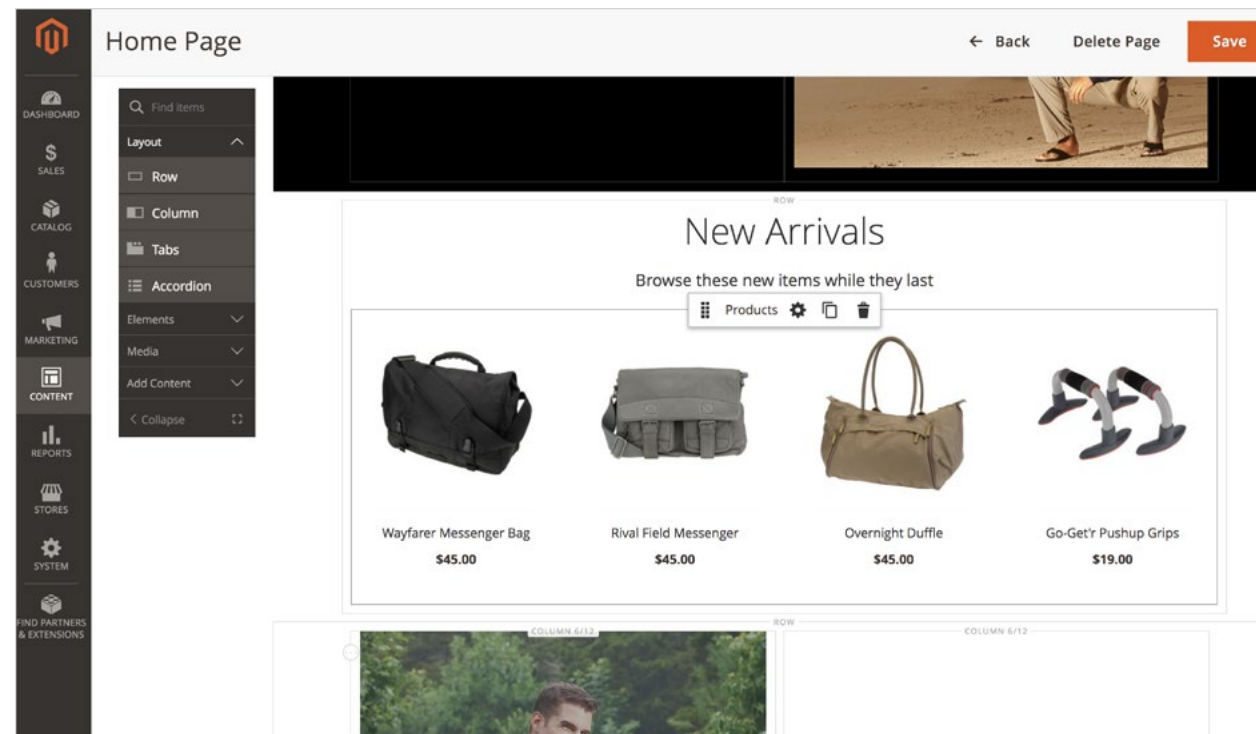 Home Page
← Back Delete Page Save
DASHBOARD
SALES
CATALOG
CUSTOMERS
MARKETING
CONTENT
REPORTS
STORES
SYSTEM
FIND PARTNERS
& EXTENSIONS
Find items
Layout
Row
Column
Tabs
Accordion
Elements
Media
Add Content
< Collapse
ROW
New Arrivals
Browse these new items while they last
Products
Wayfarer Messenger Bag Rival Field Messenger Overnight Duffle Go-Get'r Pushup Grips
$45.00 $45.00 $45.00 $19.00
ROW
COLUMN 6/12 COLUMN 6/12